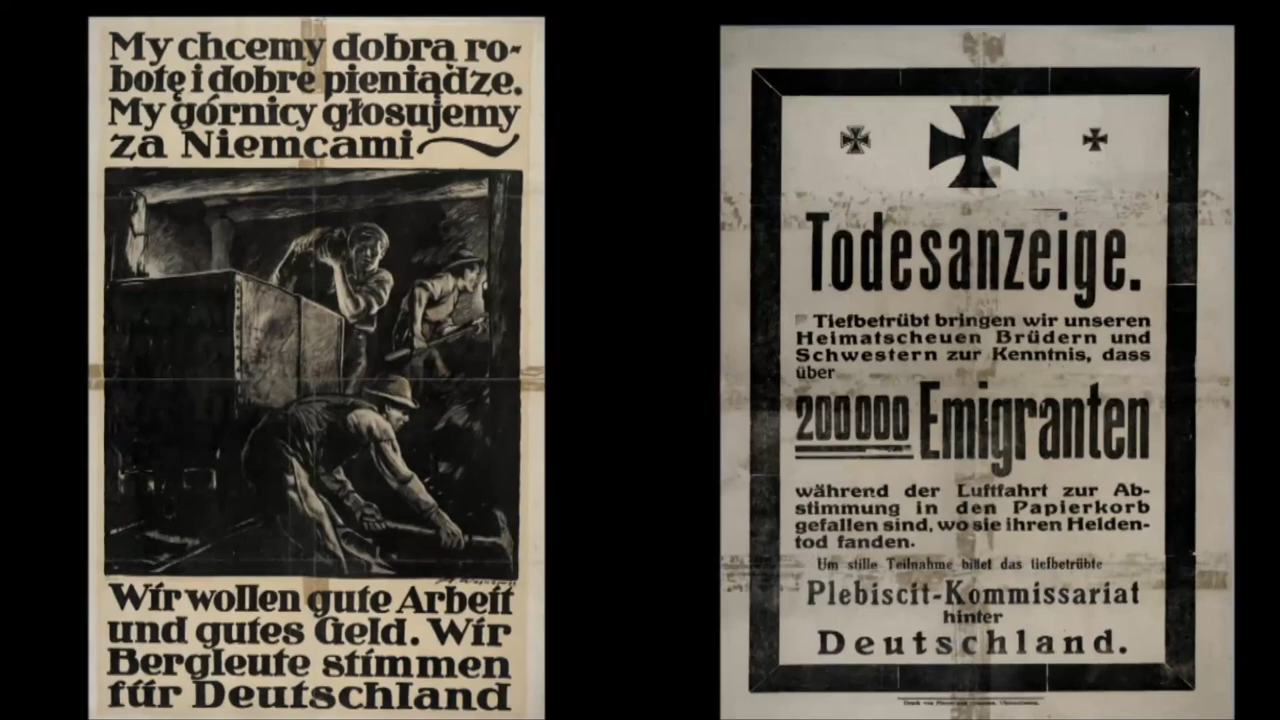 My chcemy dobrą ro-
botę i dobre pieniądze.
My górnicy głosujemy
za Niemcami
Wir wollen gute Arbeit
und gutes Geld. Wir
Bergleute stimmen
für Deutschland
Todesanzeige.
Tiefbetrübt bringen wir unseren
Heimatscheuen Brüdern und
Schwestern zur Kenntnis, dass
über
200000 Emigranten
während der Luftfahrt zur Ab-
stimmung in den Papierkorb
gefallen sind, wo sie ihren Helden-
tod fanden.
Um stille Teilnahme bittet das tiefbetrübte
Plebiscit-Kommissariat
hinter
Deutschland.
Druck von